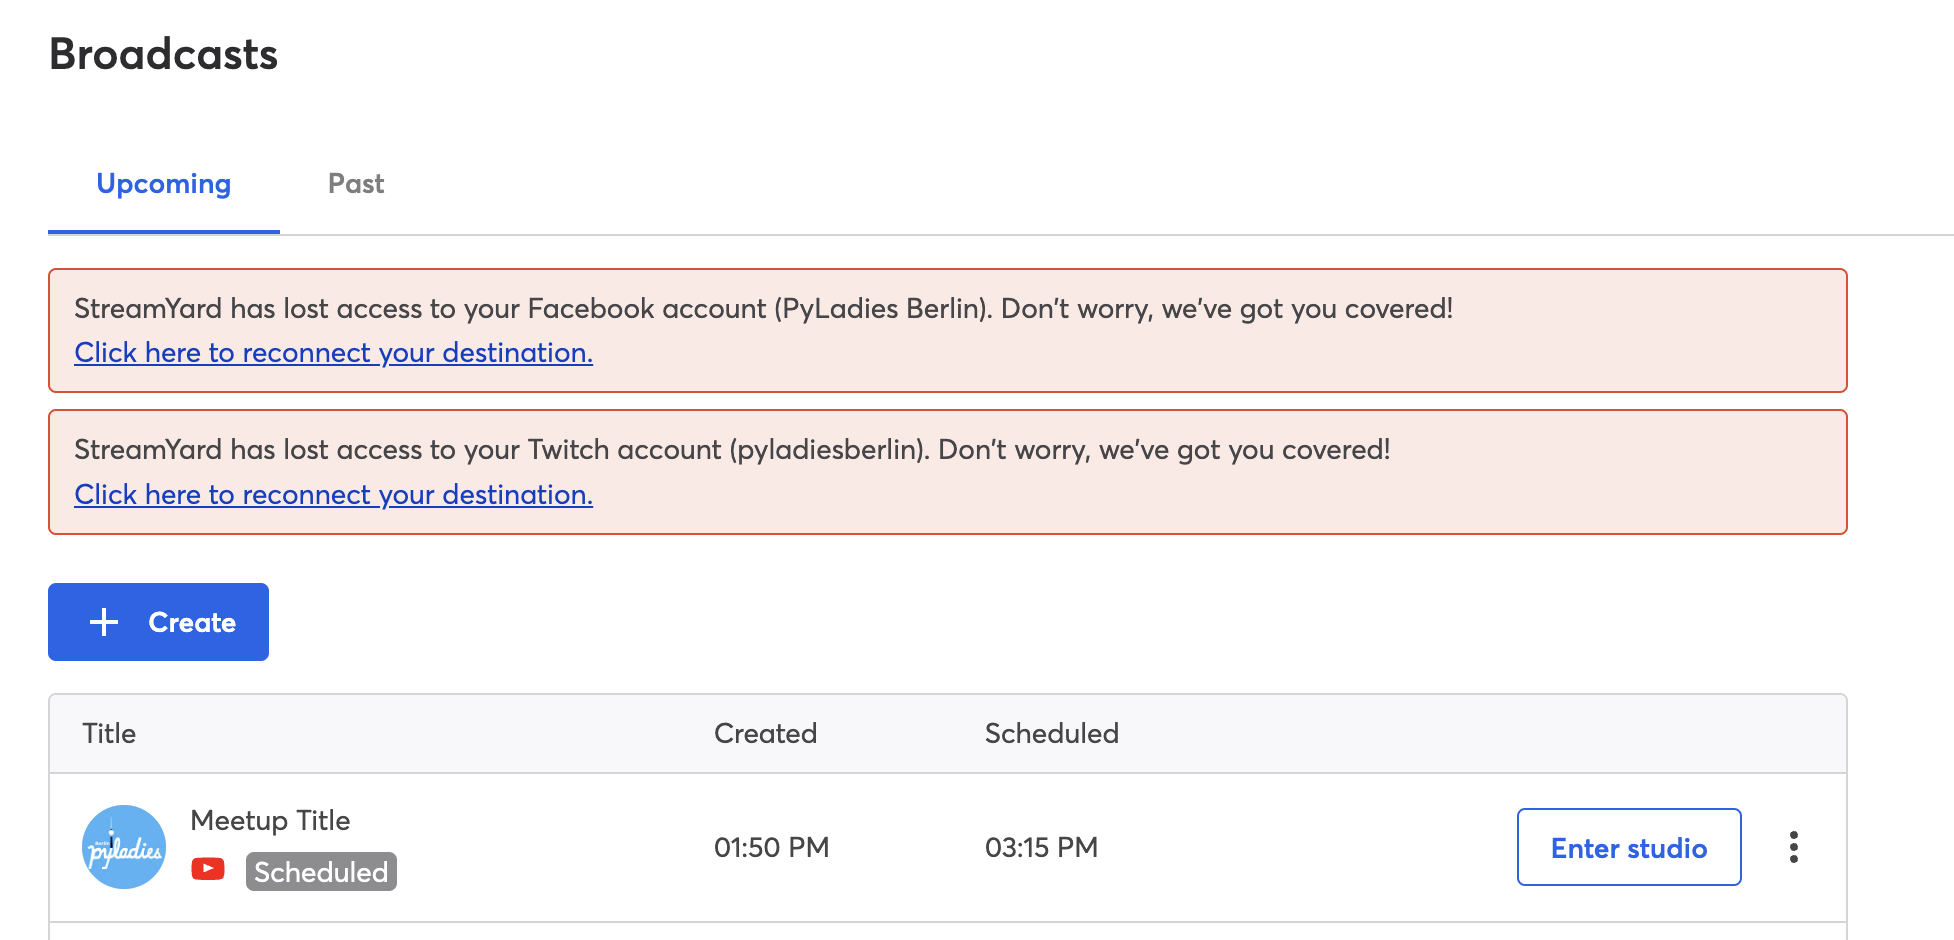 Broadcasts
Upcoming Past
StreamYard has lost access to your Facebook account (PyLadies Berlin). Don't worry, we've got you covered!
Click here to reconnect your destination.
StreamYard has lost access to your Twitch account (pyladiesberlin). Don't worry, we've got you covered!
Click here to reconnect your destination.
Create
Title Created Scheduled
Meetup Title
Berlin
pyladies
01:50 PM 03:15 PM Enter studio
Scheduled